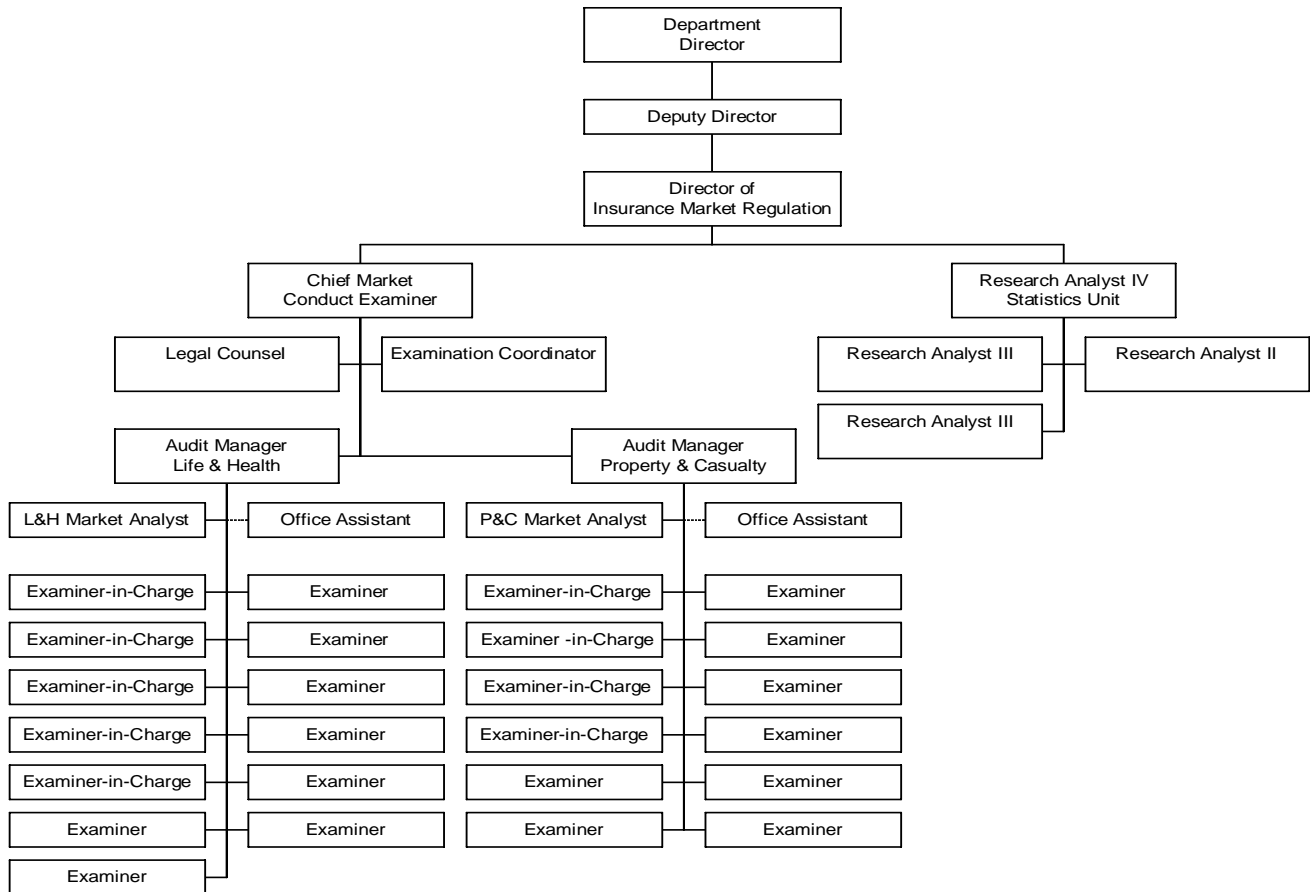 Department
Director
Deputy Director
Director of
Insurance Market Regulation
Chief Market
Conduct Examiner
Research Analyst IV
Statistics Unit
Legal Counsel
Examination Coordinator
Research Analyst III
Research Analyst II
Research Analyst III
Audit Manager
Life & Health
Audit Manager
Property & Casualty
L&H Market Analyst
Office Assistant
P&C Market Analyst
Office Assistant
Examiner-in-Charge
Examiner
Examiner-in-Charge
Examiner
Examiner-in-Charge
Examiner
Examiner -in-Charge
Examiner
Examiner-in-Charge
Examiner
Examiner-in-Charge
Examiner
Examiner-in-Charge
Examiner
Examiner-in-Charge
Examiner
Examiner-in-Charge
Examiner
Examiner
Examiner
Examiner
Examiner
Examiner
Examiner
Examiner